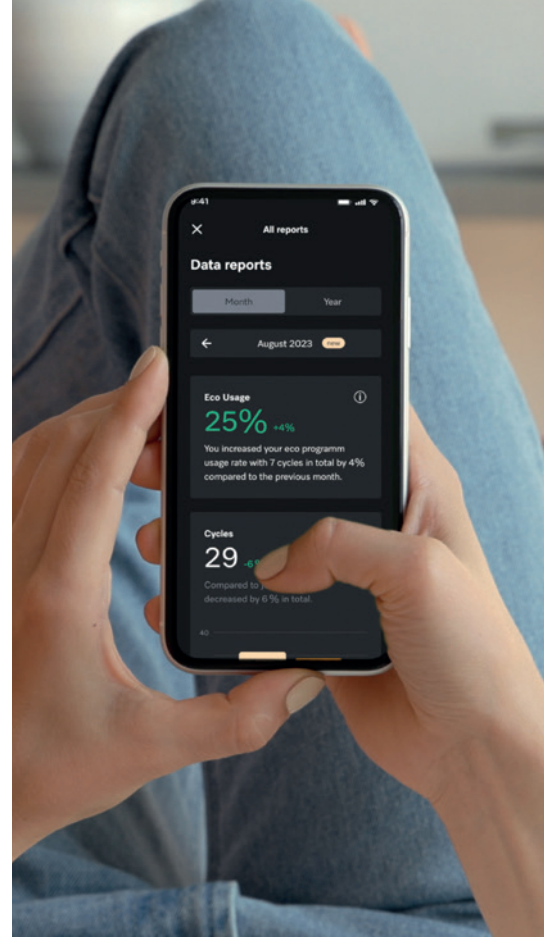 9:41
All reports
Data reports
Month Year
August 2023 new
Eco Usage
25% +4%
You increased your eco programm
usage rate with 7 cycles in total by 4%
compared to the previous month.
Cycles
29 -6
Compared to
decreased by 6% in total.
40